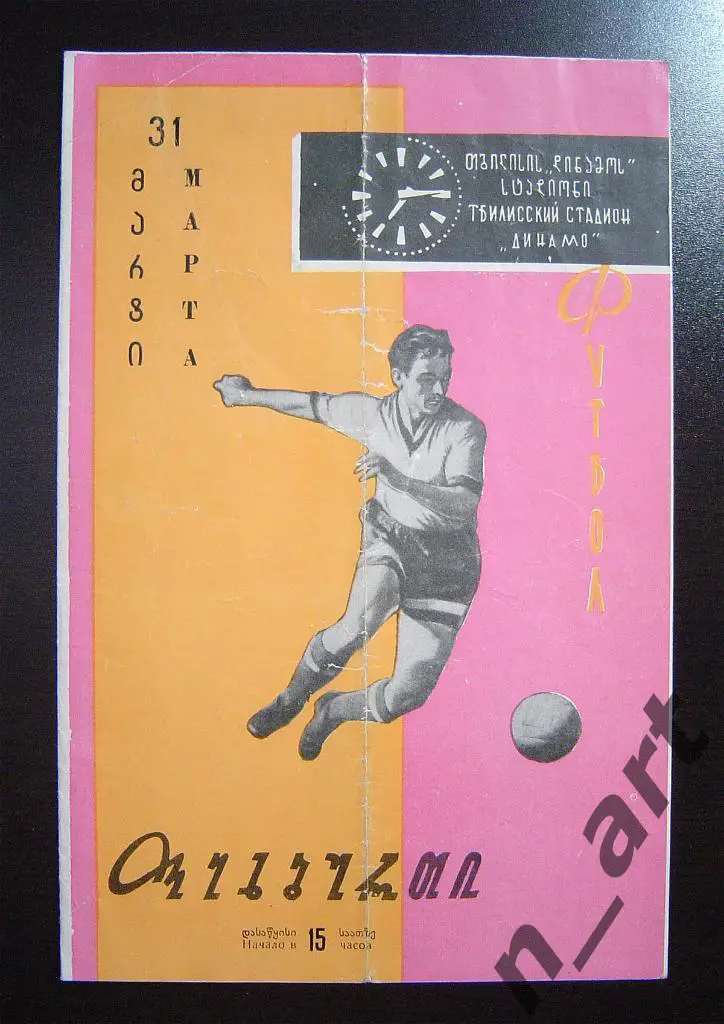 31
მარტი
МАРТА
თბილისის „დინამოს“
სტადიონი
ТБИЛИССКИЙ СТАДИОН
„ДИНАМО“
ФУТБОЛ
ფეხბურთი
დასაწყისი 15 საათზე
Начало в 15 часов
n_art